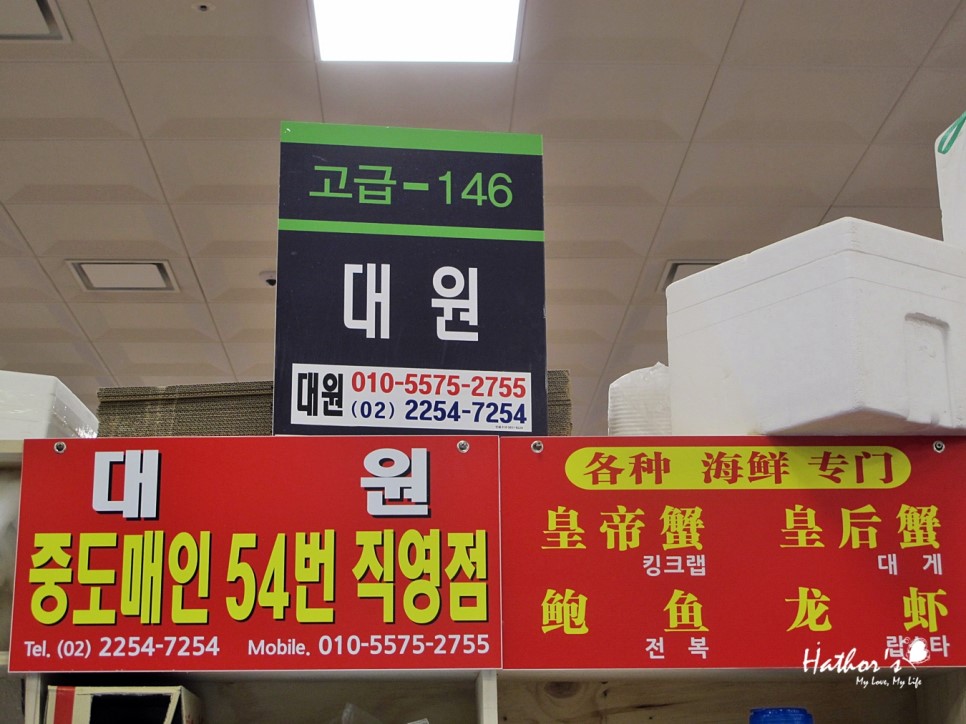 고급-146
대원
대원 010-5575-2755
(02) 2254-7254
대원
중도매인 54번 직영점
Tel. (02) 2254-7254 Mobile. 010-5575-2755
各种 海鲜 专门
皇帝蟹 皇后蟹
킹크랩 대게
鲍鱼 龙虾
전복
Hathor's
My Love, My Life